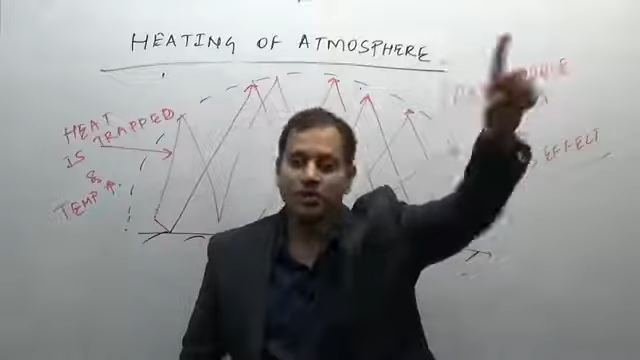 HEATING OF ATMOSPHERE
HEAT
IS TRAPPED
&
TEMP ↑.
EFFECT